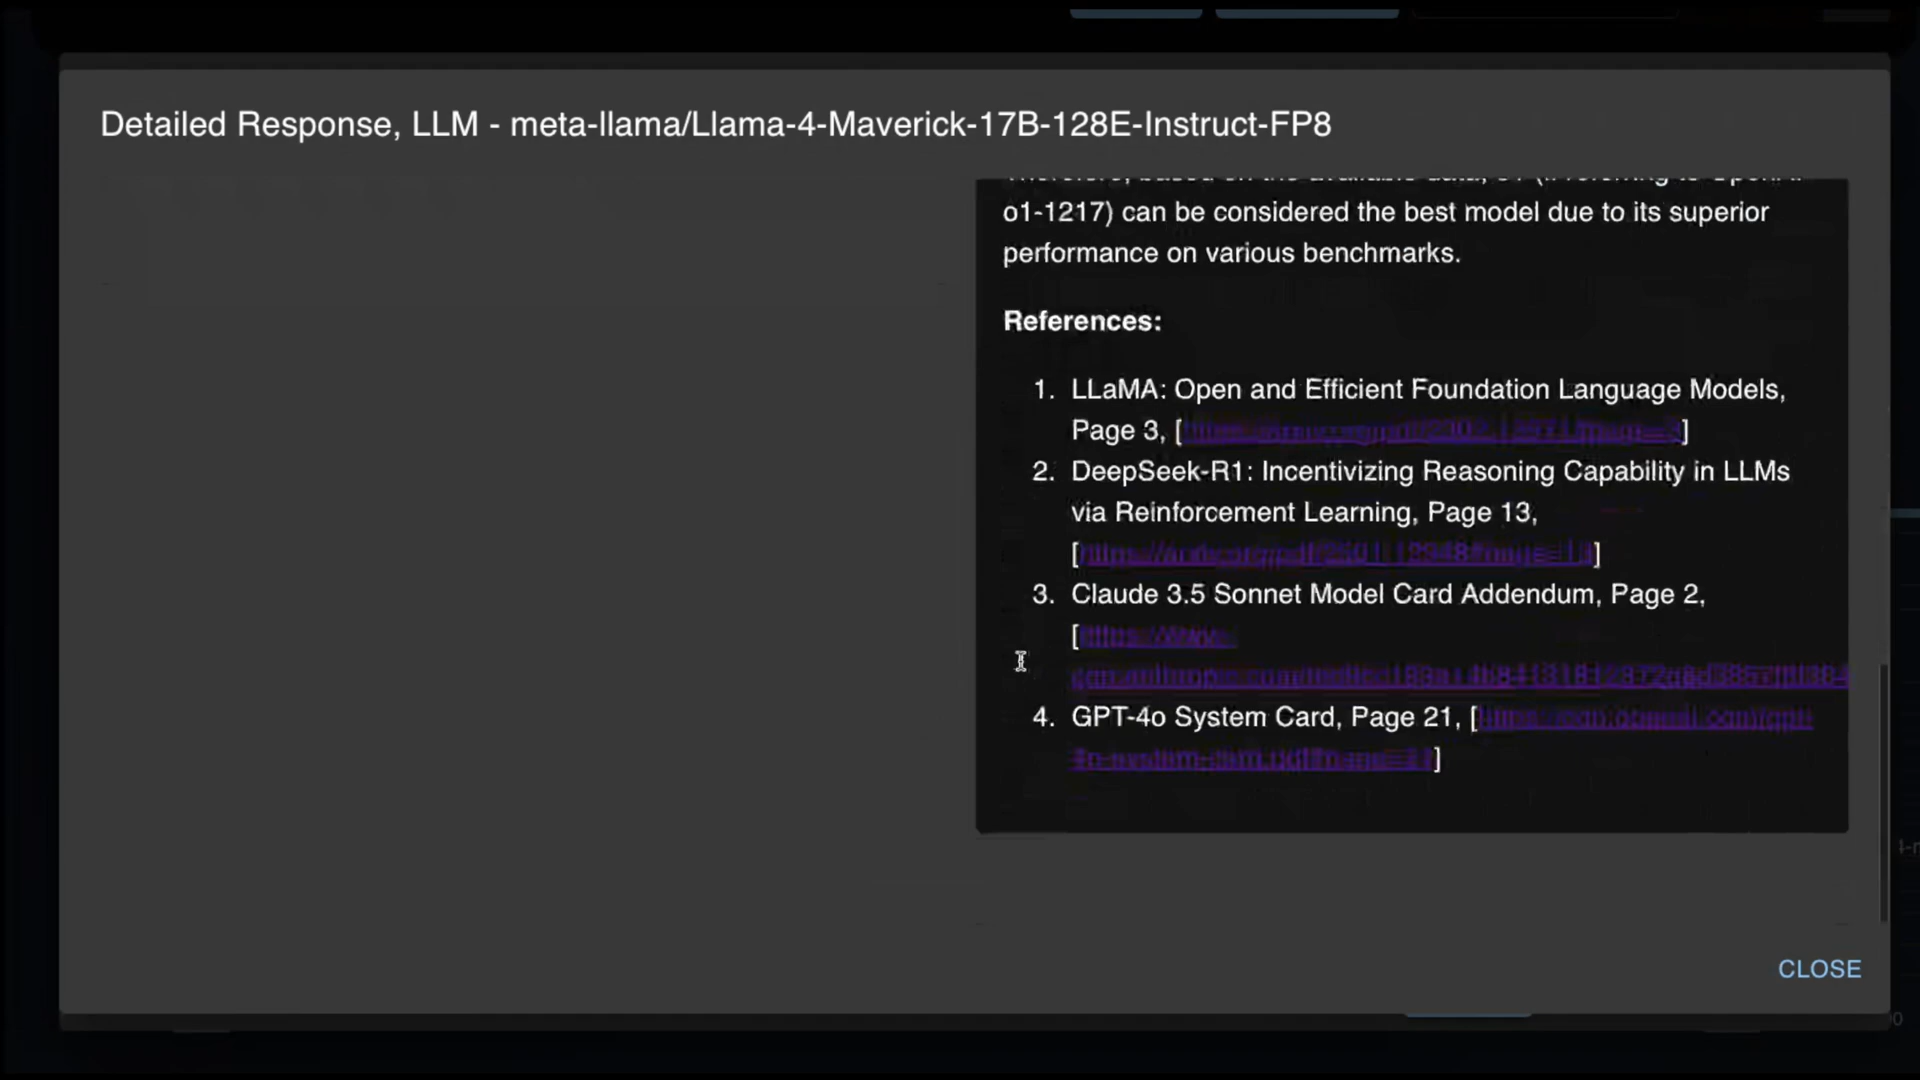 Detailed Response, LLM - meta-llama/Llama-4-Maverick-17B-128E-Instruct-FP8
o1-1217) can be considered the best model due to its superior
performance on various benchmarks.
References:
1. LLaMA: Open and Efficient Foundation Language Models,
Page 3, [ ]
2. DeepSeek-R1: Incentivizing Reasoning Capability in LLMs
via Reinforcement Learning, Page 13,
[ ]
3. Claude 3.5 Sonnet Model Card Addendum, Page 2,
[
4. GPT-4o System Card, Page 21, [
]
CLOSE